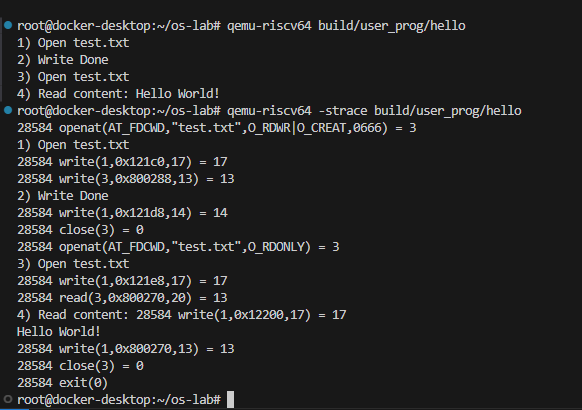 root@docker-desktop:~/os-lab# qemu-riscv64 build/user_prog/hello
1) Open test.txt
2) Write Done
3) Open test.txt
4) Read content: Hello World!
root@docker-desktop:~/os-lab# qemu-riscv64 -strace build/user_prog/hello
28584 openat(AT_FDCWD,"test.txt",O_RDWR|O_CREAT,0666) = 3
1) Open test.txt
28584 write(1,0x121c0,17) = 17
28584 write(3,0x800288,13) = 13
2) Write Done
28584 write(1,0x121d8,14) = 14
28584 close(3) = 0
28584 openat(AT_FDCWD,"test.txt",O_RDONLY) = 3
3) Open test.txt
28584 write(1,0x121e8,17) = 17
28584 read(3,0x800270,20) = 13
4) Read content: 28584 write(1,0x12200,17) = 17
Hello World!
28584 write(1,0x800270,13) = 13
28584 close(3) = 0
28584 exit(0)
root@docker-desktop:~/os-lab#